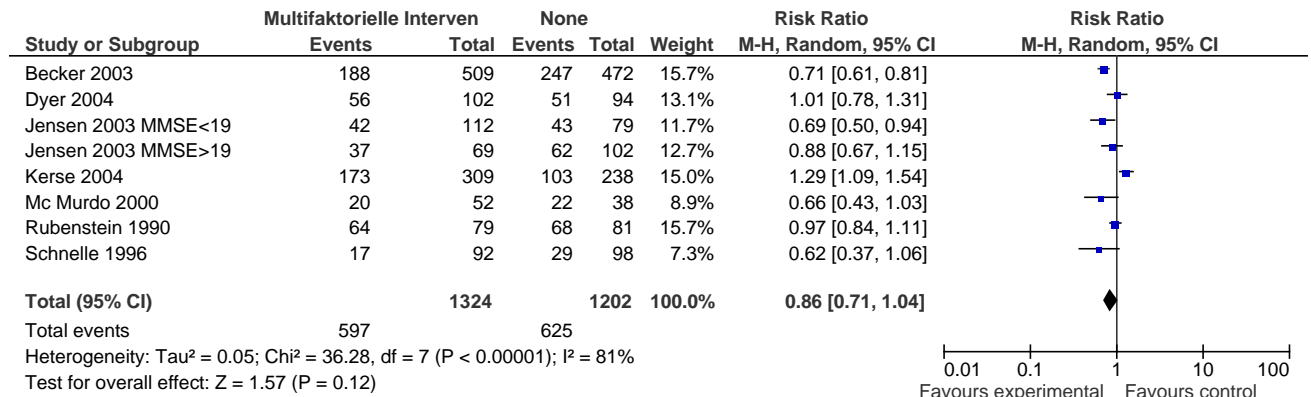 Multifaktorielle Interven None Risk Ratio Risk Ratio
Study or Subgroup Events Total Events Total Weight M-H, Random, 95% CI M-H, Random, 95% CI
Becker 2003 188 509 247 472 15.7% 0.71 [0.61, 0.81]
Dyer 2004 56 102 51 94 13.1% 1.01 [0.78, 1.31]
Jensen 2003 MMSE<19 42 112 43 79 11.7% 0.69 [0.50, 0.94]
Jensen 2003 MMSE>19 37 69 62 102 12.7% 0.88 [0.67, 1.15]
Kerse 2004 173 309 103 238 15.0% 1.29 [1.09, 1.54]
Mc Murdo 2000 20 52 22 38 8.9% 0.66 [0.43, 1.03]
Rubenstein 1990 64 79 68 81 15.7% 0.97 [0.84, 1.11]
Schnelle 1996 17 92 29 98 7.3% 0.62 [0.37, 1.06]
Total (95% CI) 1324 1202 100.0% 0.86 [0.71, 1.04]
Total events 597 625
Heterogeneity: Tau² = 0.05; Chi² = 36.28, df = 7 (P < 0.00001); I² = 81%
Test for overall effect: Z = 1.57 (P = 0.12)
0.01 0.1 1 10 100
Favours experimental Favours control